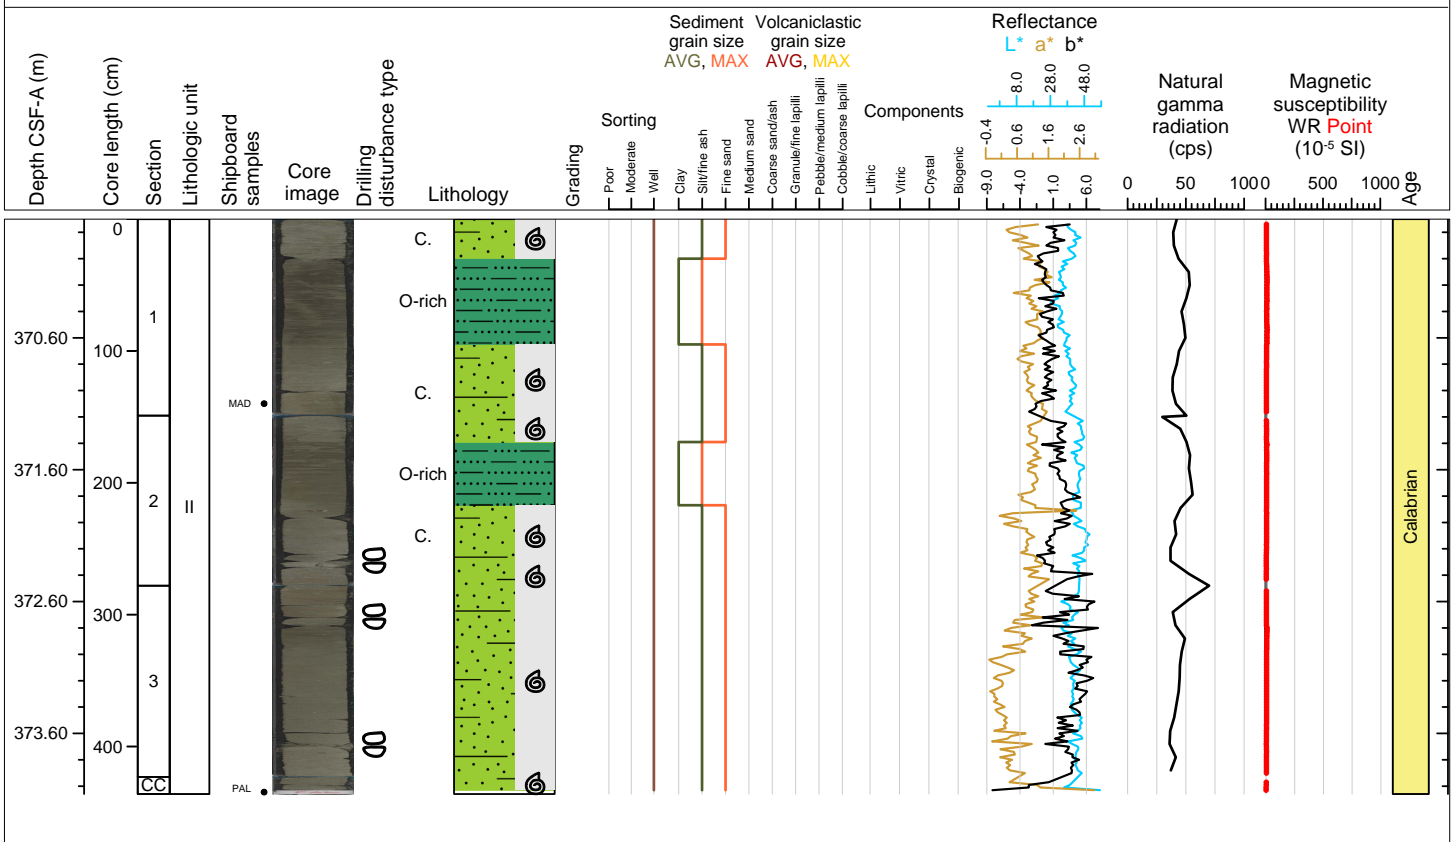 Depth CSF-A (m)
Core length (cm)
Section
Lithologic unit
Shipboard
samples
Core
image
Drilling
disturbance type
Lithology
Grading
Sorting
Poor
Moderate
Well
Sediment
grain size
AVG, MAX
Volcaniclastic
grain size
AVG, MAX
Clay
Silt/fine ash
Fine sand
Medium sand
Coarse sand/ash
Granule/fine lapilli
Pebble/medium lapilli
Cobble/coarse lapilli
Components
Lithic
Vitric
Crystal
Biogenic
Reflectance
L* a* b*
8.0 28.0 48.0
-0.4 0.6 1.6 2.6
-9.0 -4.0 1.0 6.0
Natural
gamma
radiation
(cps)
0 50 100
Magnetic
susceptibility
WR Point
(10-5 SI)
0 500 1000
Age
0
C.
O-rich
1
370.60
100
C.
MAD
371.60
200
O-rich
2
II
C.
Calabrian
372.60
300
3
373.60
400
CC
PAL